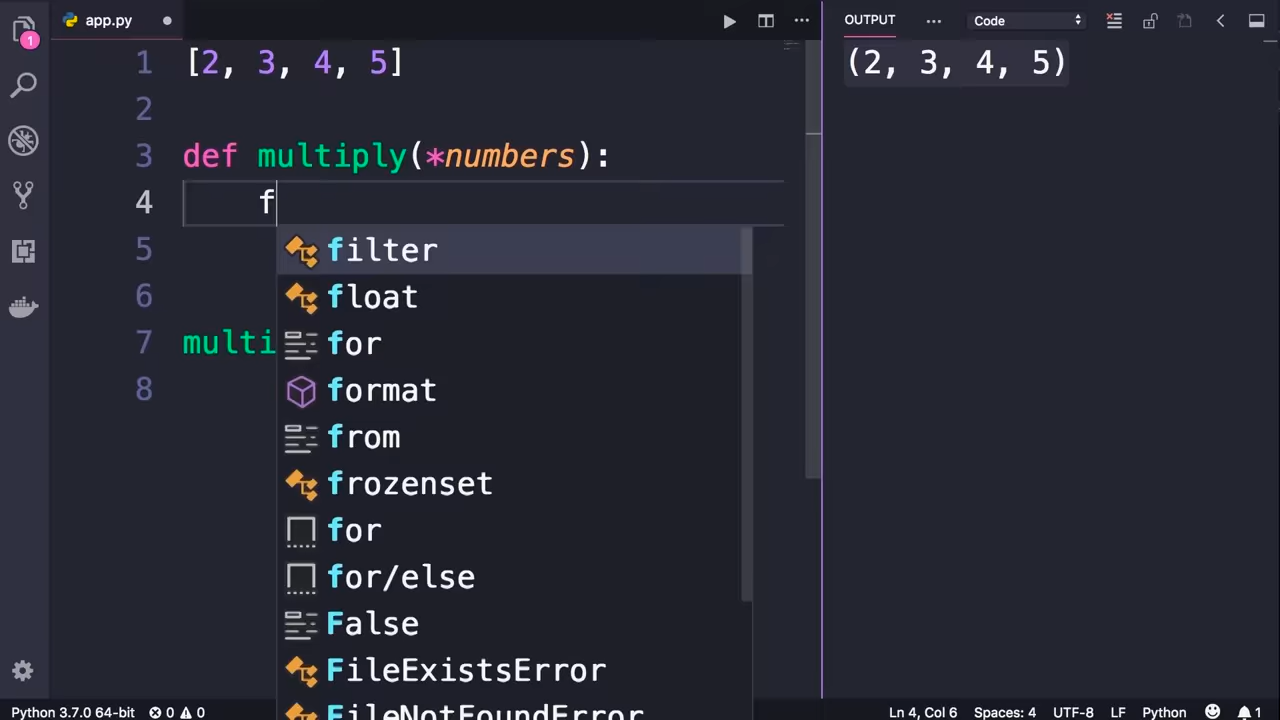 app.py
OUTPUT
Code
1
1 [2, 3, 4, 5]
2
3 def multiply(*numbers):
4 f
5
6
7 multi
8
filter
float
for
format
from
frozenset
for
for/else
False
FileExistsError
FileNotFoundError
(2, 3, 4, 5)
Python 3.7.0 64-bit 0 0 Ln 4, Col 6 Spaces: 4 UTF-8 LF Python 1